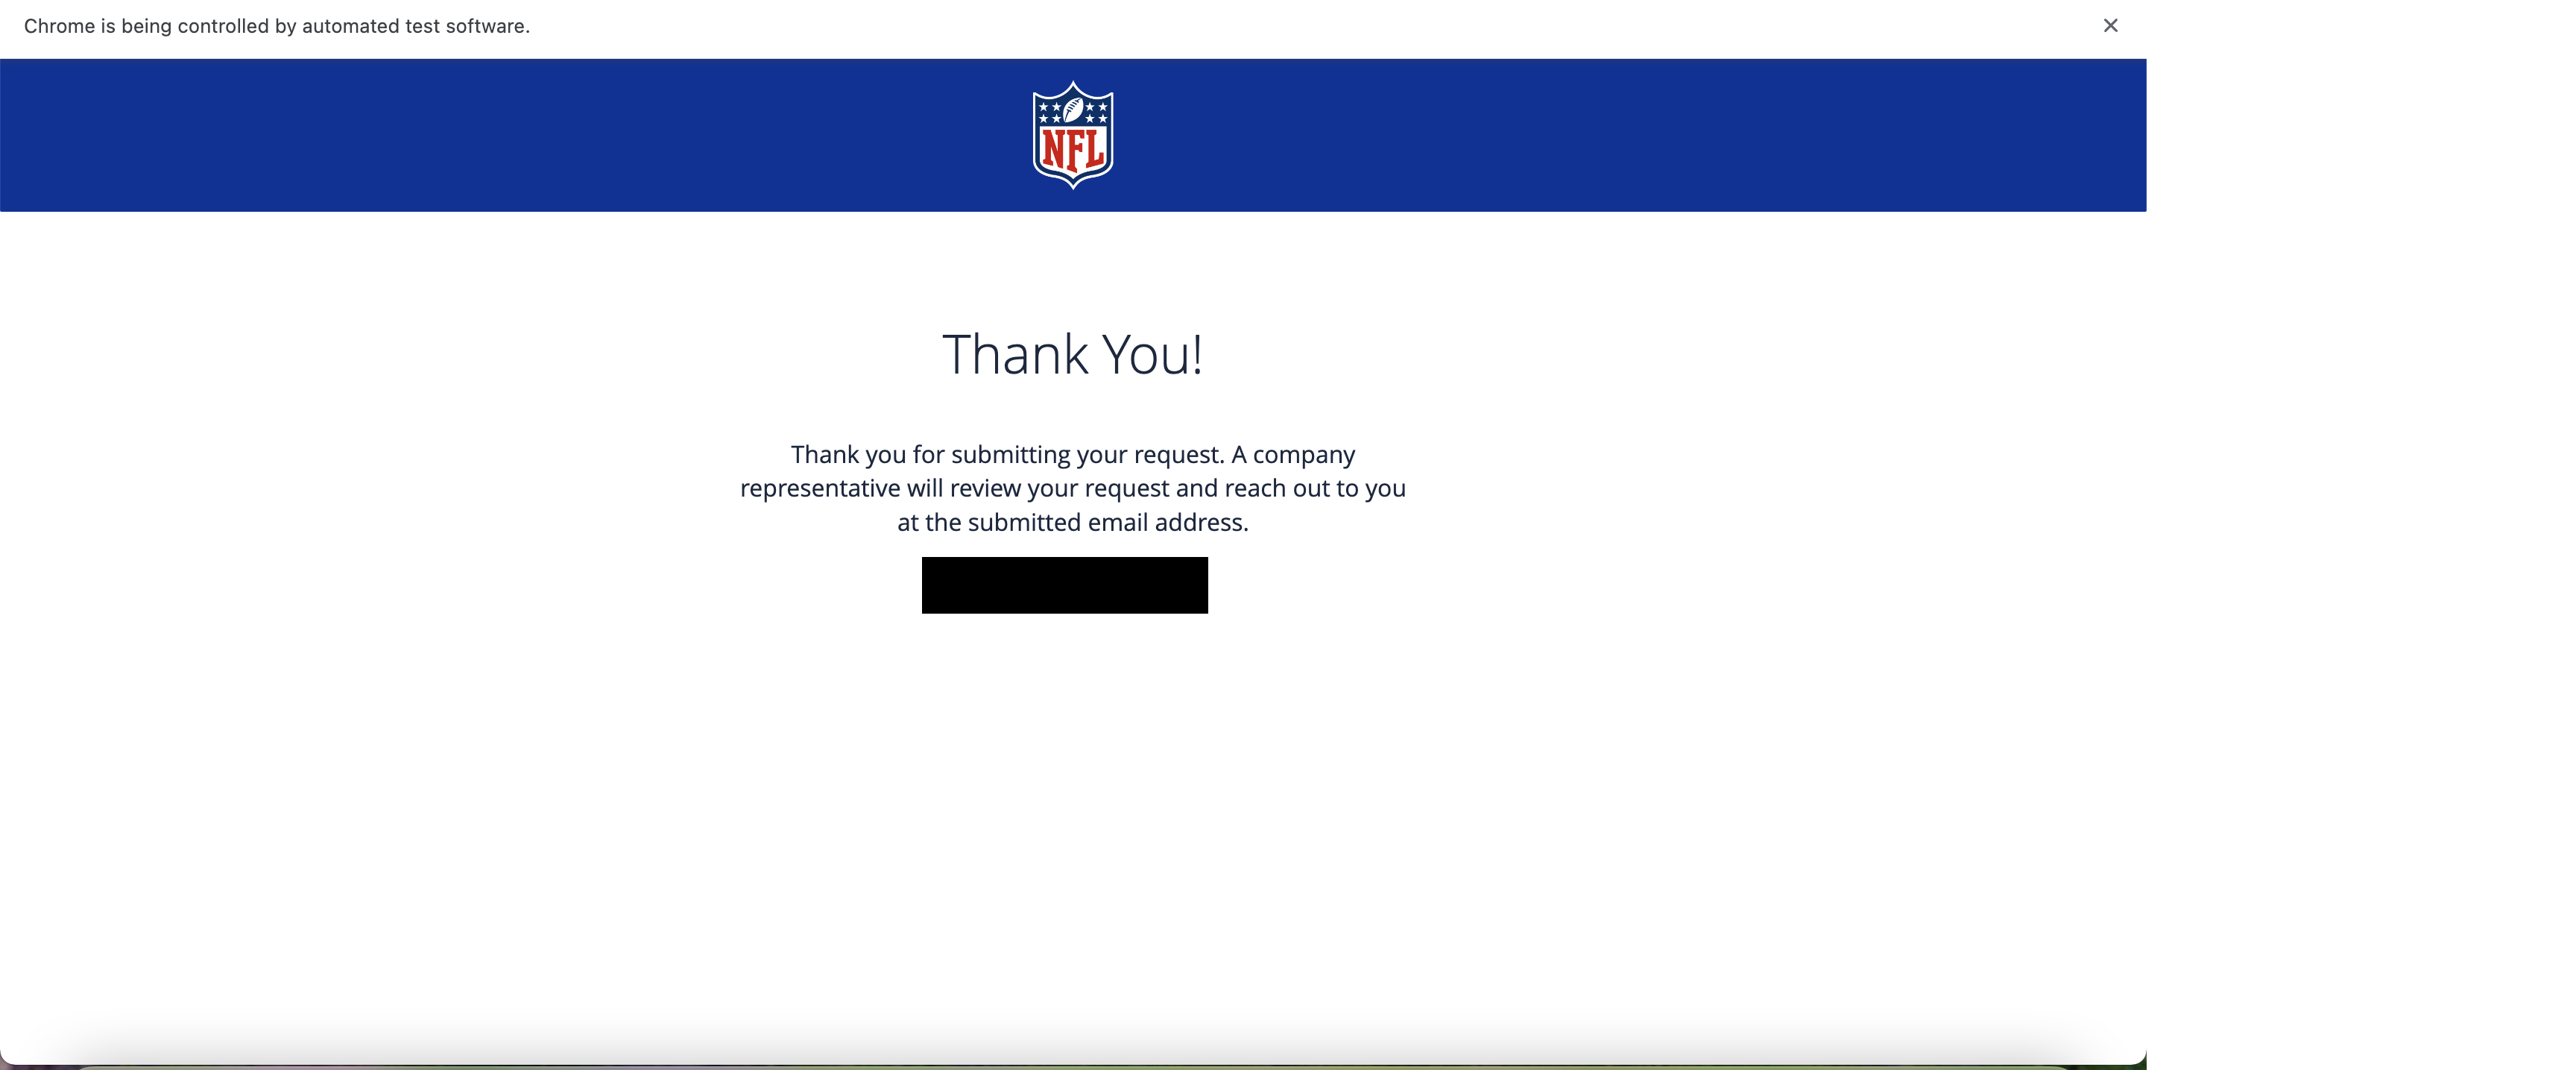 Chrome is being controlled by automated test software.
NFL
Thank You!
Thank you for submitting your request. A company
representative will review your request and reach out to you
at the submitted email address.